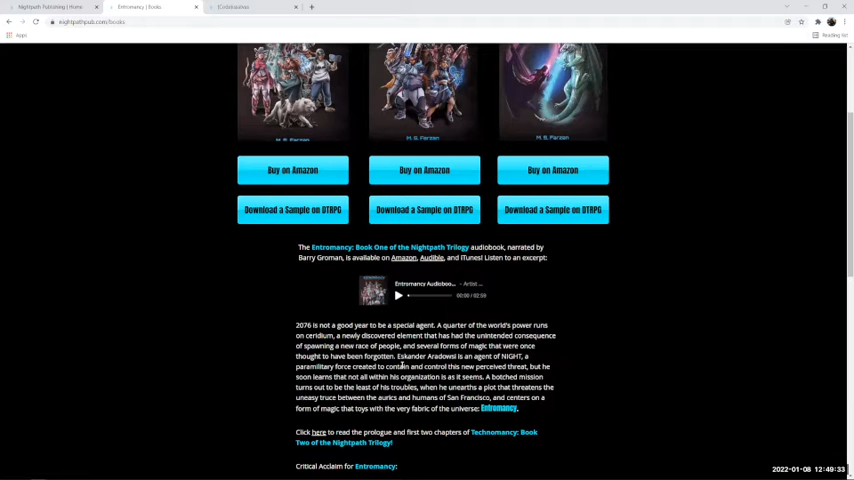 Nightpath Publishing | Home
Entromancy | Books
nightpathpub.com/books
Reading list
Apps
M. S. Farzan
M. S. Farzan
M. S. Farzan
Buy on Amazon
Buy on Amazon
Buy on Amazon
Download a Sample on DTRPG
Download a Sample on DTRPG
Download a Sample on DTRPG
The Entromancy: Book One of the Nightpath Trilogy audiobook, narrated by
Barry Groman, is available on Amazon, Audible, and iTunes! Listen to an excerpt:
Entromancy Audioboo... - Artist ...
00:00 / 02:59
2076 is not a good year to be a special agent. A quarter of the world's power runs
on ceridium, a newly discovered element that has had the unintended consequence
of spawning a new race of people, and several forms of magic that were once
thought to have been forgotten. Eskander Aradowsi is an agent of NIGHT, a
paramilitary force created to contain and control this new perceived threat, but he
soon learns that not all within his organization is as it seems. A botched mission
turns out to be the least of his troubles, when he unearths a plot that threatens the
uneasy truce between the aurics and humans of San Francisco, and centers on a
form of magic that toys with the very fabric of the universe: Entromancy.
Click here to read the prologue and first two chapters of Technomancy: Book
Two of the Nightpath Trilogy!
Critical Acclaim for Entromancy:
2022-01-08 12:49:33